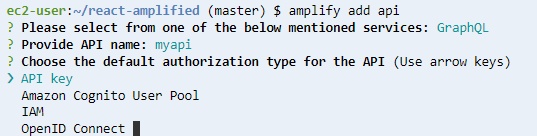 ec2-user:~/react-amplified (master) $ amplify add api
? Please select from one of the below mentioned services: GraphQL
? Provide API name: myapi
? Choose the default authorization type for the API (Use arrow keys)
❯ API key
  Amazon Cognito User Pool
  IAM
  OpenID Connect